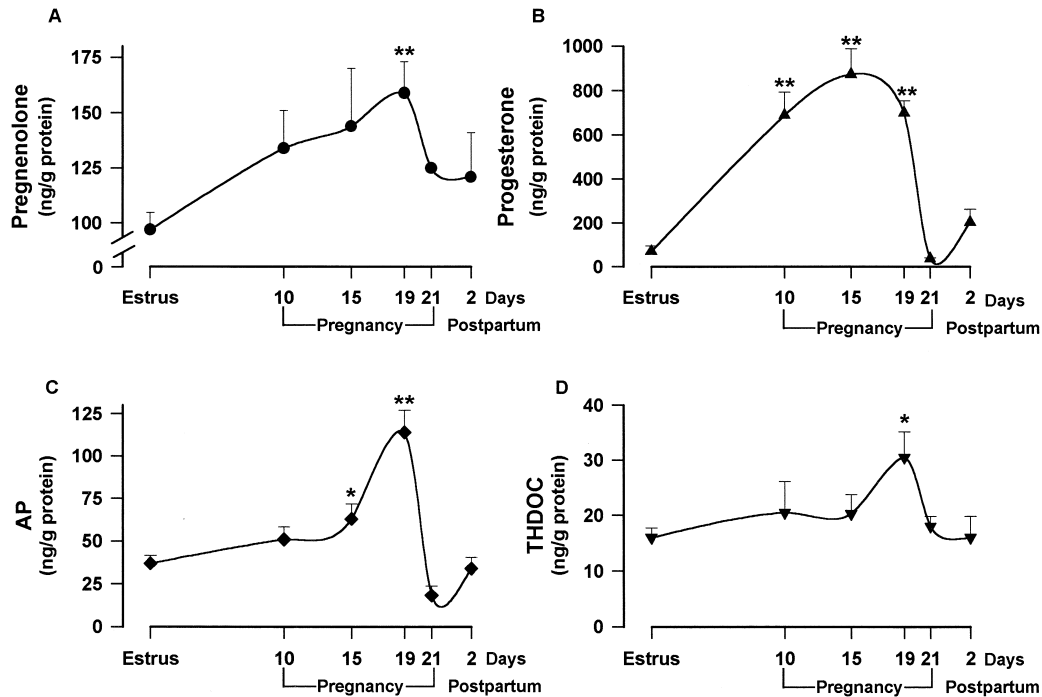 A
Pregnenolone
(ng/g protein)
175
150
125
100
0
**
Estrus
10
15
19
21
2
Days
Pregnancy
Postpartum
B
Progesterone
(ng/g protein)
1000
800
600
400
200
0
**
**
**
Estrus
10
15
19
21
2
Days
Pregnancy
Postpartum
C
AP
(ng/g protein)
125
100
75
50
25
0
*
**
Estrus
10
15
19
21
2
Days
Pregnancy
Postpartum
D
THDOC
(ng/g protein)
40
30
20
10
0
*
Estrus
10
15
19
21
2
Days
Pregnancy
Postpartum